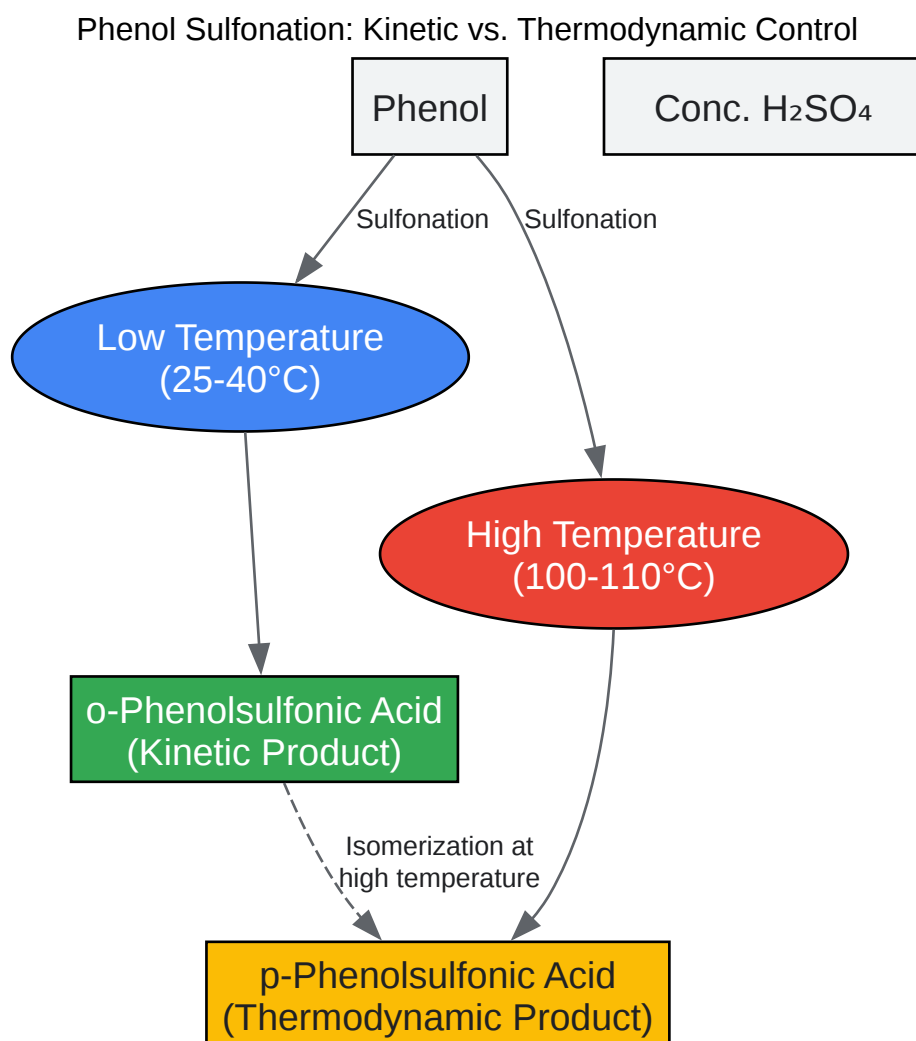 Phenol Sulfonation: Kinetic vs. Thermodynamic Control
Phenol
Conc. H₂SO₄
Sulfonation
Sulfonation
Low Temperature
(25-40°C)
High Temperature
(100-110°C)
o-Phenolsulfonic Acid
(Kinetic Product)
Isomerization at
high temperature
p-Phenolsulfonic Acid
(Thermodynamic Product)